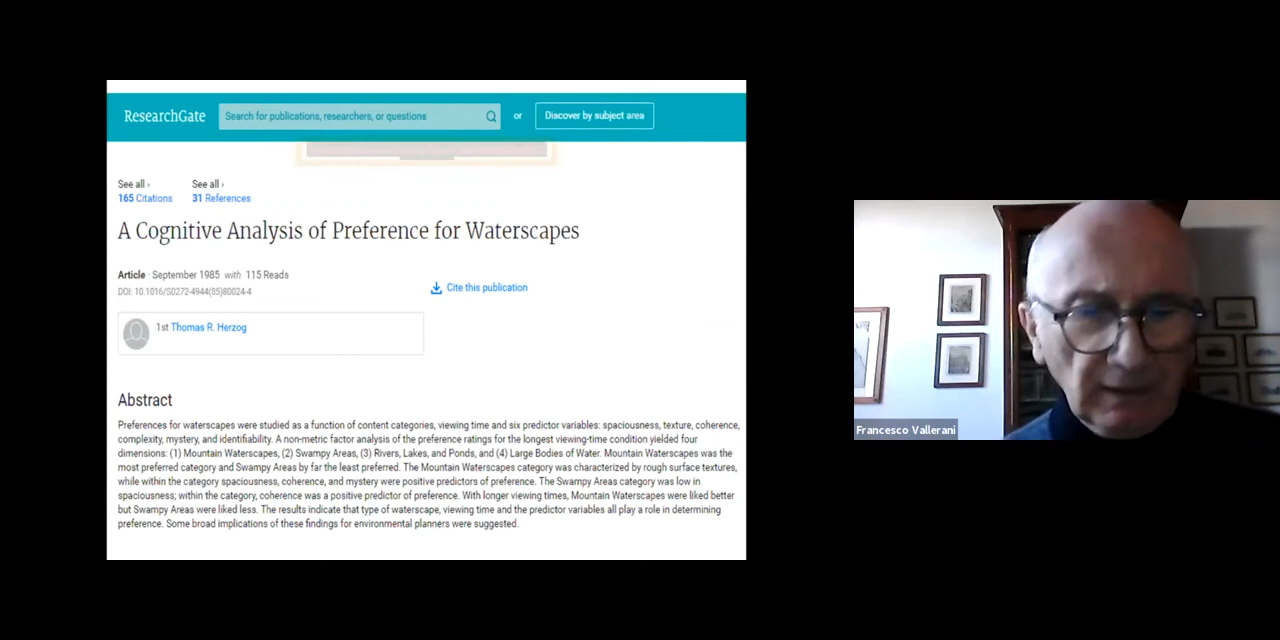 ResearchGate
Search for publications, researchers, or questions
or
Discover by subject area
See all ›
See all ›
165 Citations
31 References
A Cognitive Analysis of Preference for Waterscapes
Article · September 1985 with 115 Reads
DOI: 10.1016/S0272-4944(85)80024-4
Cite this publication
1st Thomas R. Herzog
Abstract
Preferences for waterscapes were studied as a function of content categories, viewing time and six predictor variables: spaciousness, texture, coherence,
complexity, mystery, and identifiability. A non-metric factor analysis of the preference ratings for the longest viewing-time condition yielded four
dimensions: (1) Mountain Waterscapes, (2) Swampy Areas, (3) Rivers, Lakes, and Ponds, and (4) Large Bodies of Water. Mountain Waterscapes was the
most preferred category and Swampy Areas by far the least preferred. The Mountain Waterscapes category was characterized by rough surface textures,
while within the category spaciousness, coherence, and mystery were positive predictors of preference. The Swampy Areas category was low in
spaciousness; within the category, coherence was a positive predictor of preference. With longer viewing times, Mountain Waterscapes were liked better
but Swampy Areas were liked less. The results indicate that type of waterscape, viewing time and the predictor variables all play a role in determining
preference. Some broad implications of these findings for environmental planners were suggested.
Francesco Vallerani